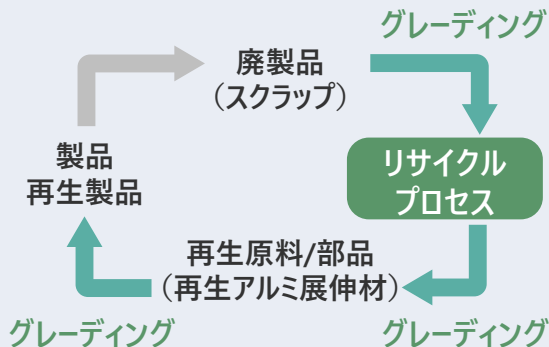 グレーディング
廃製品
（スクラップ）
製品
再生製品
リサイクル
プロセス
再生原料/部品
（再生アルミ展伸材）
グレーディング
グレーディング